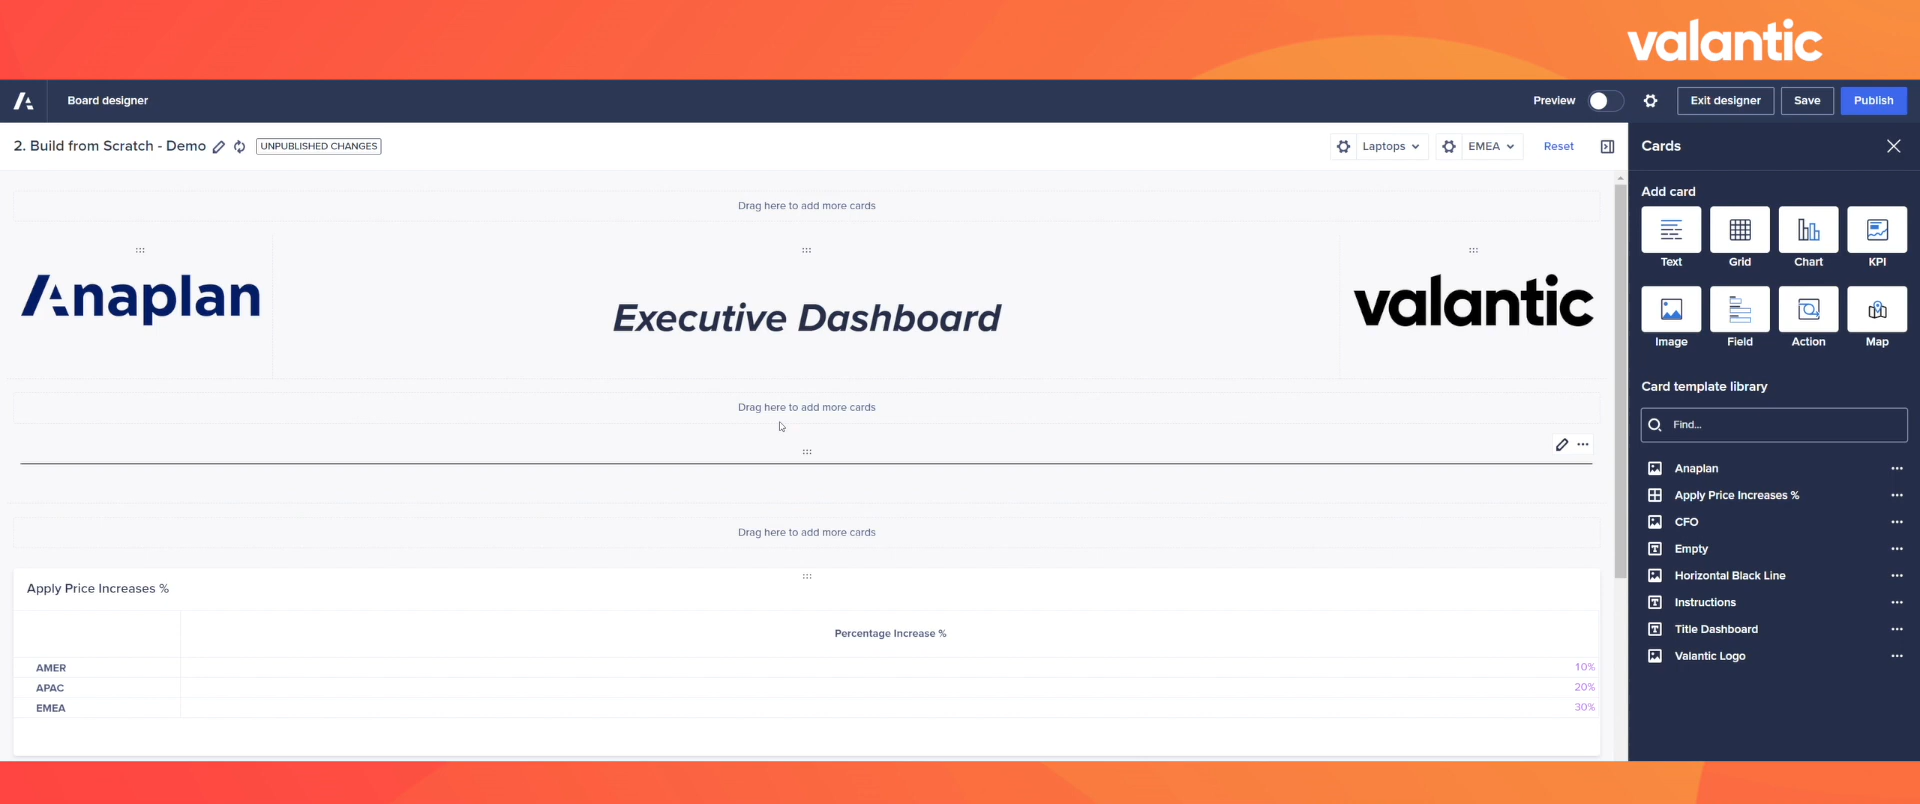 valantic
Board designer
Preview
Exit designer
Save
Publish
2. Build from Scratch - Demo
UNPUBLISHED CHANGES
Laptops
EMEA
Reset
Cards
Add card
Text
Grid
Chart
KPI
Image
Field
Action
Map
Card template library
Find...
Anaplan
Apply Price Increases %
CFO
Empty
Horizontal Black Line
Instructions
Title Dashboard
Valantic Logo
Drag here to add more cards
Anaplan
Executive Dashboard
valantic
Drag here to add more cards
Drag here to add more cards
Apply Price Increases %
Percentage Increase %
AMER 10%
APAC 20%
EMEA 30%